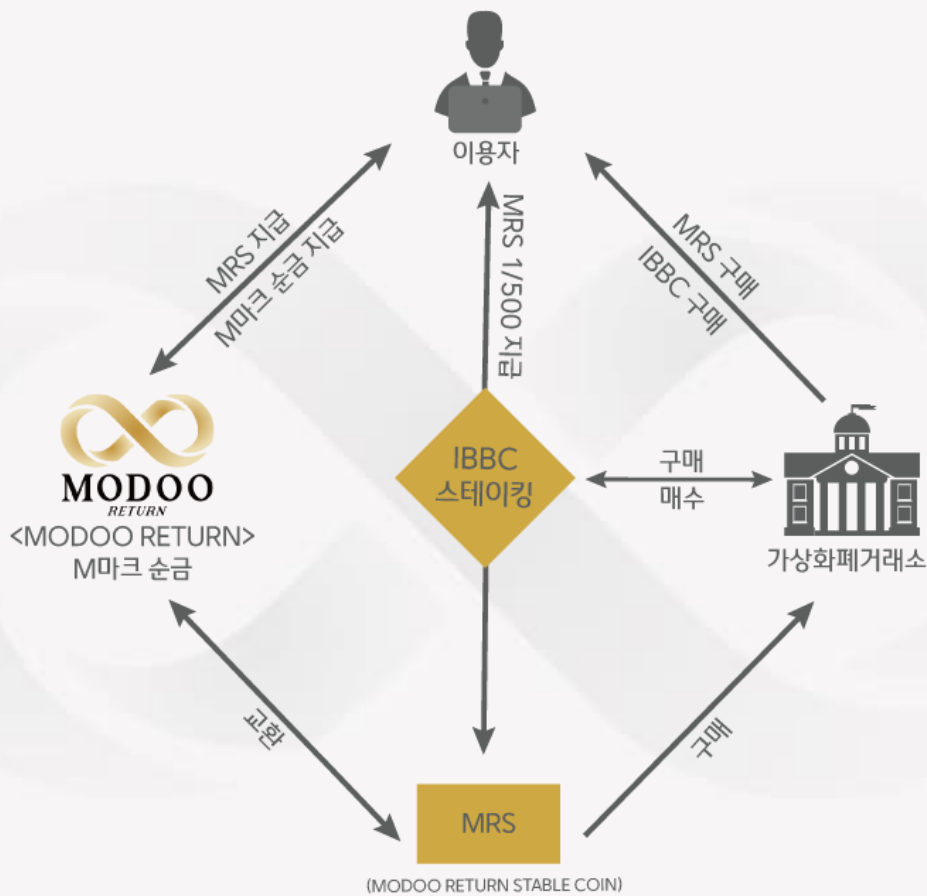 이용자
MRS 지급
M마크 순금 지급
MRS 1/500 지급
MRS 구매
IBBC 구매
MODOO
RETURN
<MODOO RETURN>
M마크 순금
IBBC
스테이킹
구매
매수
가상화폐거래소
교환
구매
MRS
(MODOO RETURN STABLE COIN)